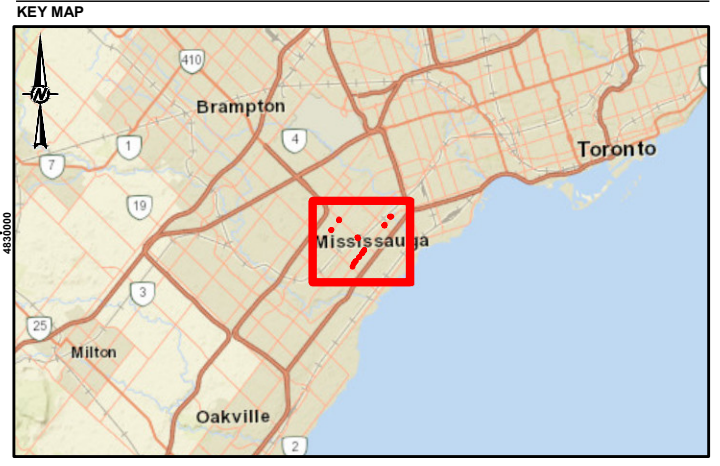 KEY MAP
410
N
Brampton
1
4
Toronto
7
19
4830000
Mississauga
3
25
Milton
Oakville
2